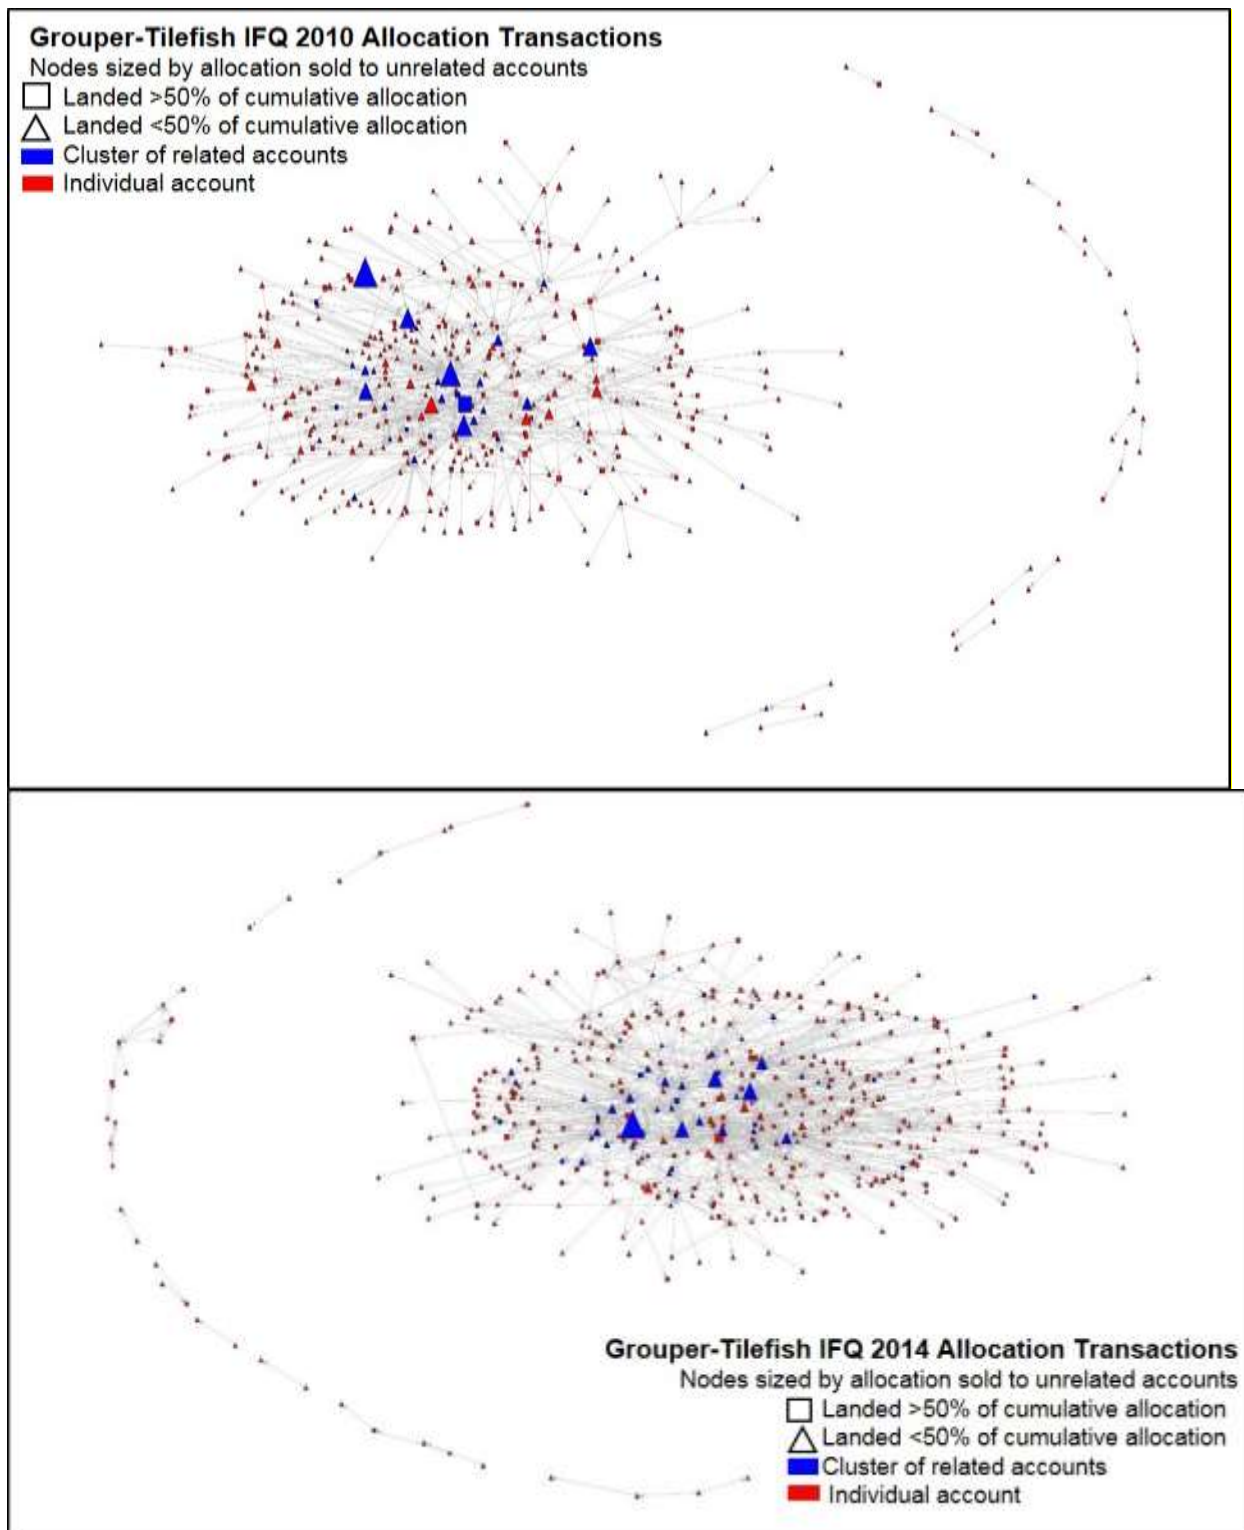 Grouper-Tilefish IFQ 2010 Allocation Transactions
Nodes sized by allocation sold to unrelated accounts
Landed >50% of cumulative allocation
Landed <50% of cumulative allocation
Cluster of related accounts
Individual account
Grouper-Tilefish IFQ 2014 Allocation Transactions
Nodes sized by allocation sold to unrelated accounts
Landed >50% of cumulative allocation
Landed <50% of cumulative allocation
Cluster of related accounts
Individual account